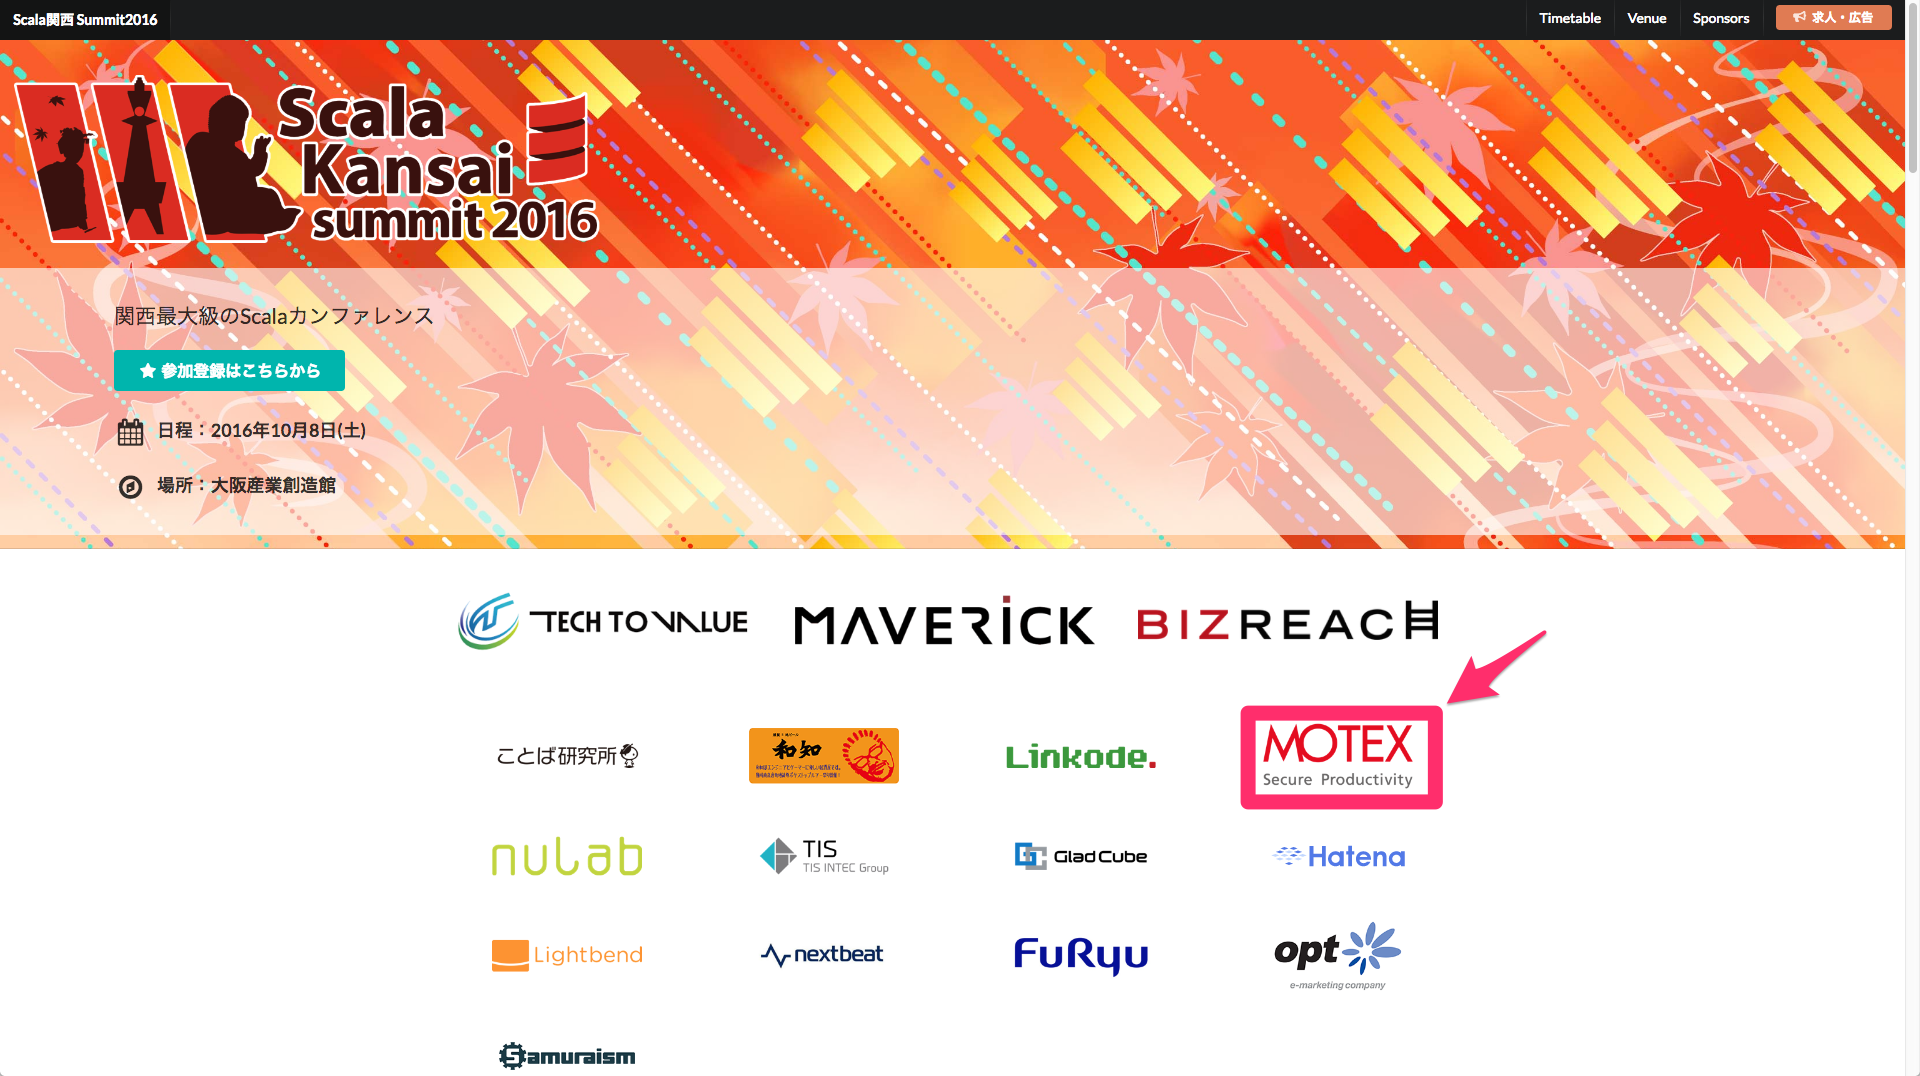 Scala関西 Summit2016
Timetable
Venue
Sponsors
求人・広告
Scala
Kansai
summit 2016
関西最大級のScalaカンファレンス
参加登録はこちらから
日程：2016年10月8日(土)
場所：大阪産業創造館
TECH TO VALUE
MAVERiCK
BIZREACH
ことば研究所
和知
Linkode.
MOTEX
Secure Productivity
nulab
TIS
TIS INTEC Group
GladCube
Hatena
Lightbend
nextbeat
FuRyu
opt
e-marketing company
Samuraism